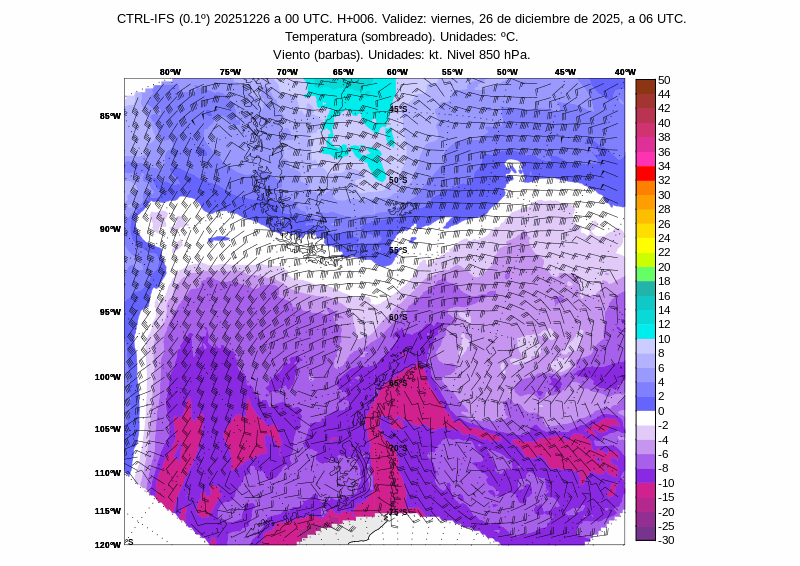 CTRL-IFS (0.1º) 20251226 a 00 UTC. H+006. Validez: viernes, 26 de diciembre de 2025, a 06 UTC.
Temperatura (sombreado). Unidades: ºC.
Viento (barbas). Unidades: kt. Nivel 850 hPa.
80°W 75°W 70°W 65°W 60°W 55°W 50°W 45°W 40°W
85°W
90°W
95°W
100°W
105°W
110°W
115°W
120°W
45°S
50°S
55°S
60°S
65°S
70°S
75°S
°S
50
44
42
40
38
36
34
32
30
28
26
24
22
20
18
16
14
12
10
8
6
4
2
0
-2
-4
-6
-8
-10
-15
-20
-25
-30